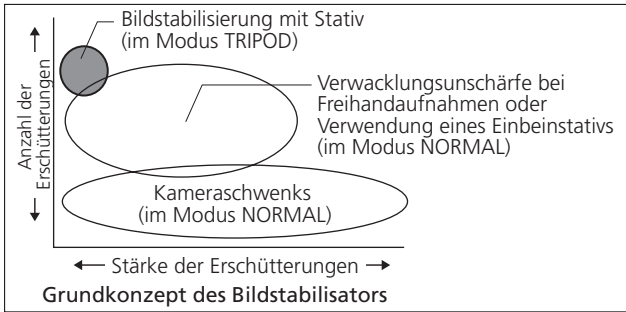 Bildstabilisierung mit Stativ
(im Modus TRIPOD)
Anzahl der
Erschütterungen
Verwacklungsunschärfe bei
Freihandaufnahmen oder
Verwendung eines Einbeinstativs
(im Modus NORMAL)
Kameraschwenks
(im Modus NORMAL)
Stärke der Erschütterungen
Grundkonzept des Bildstabilisators